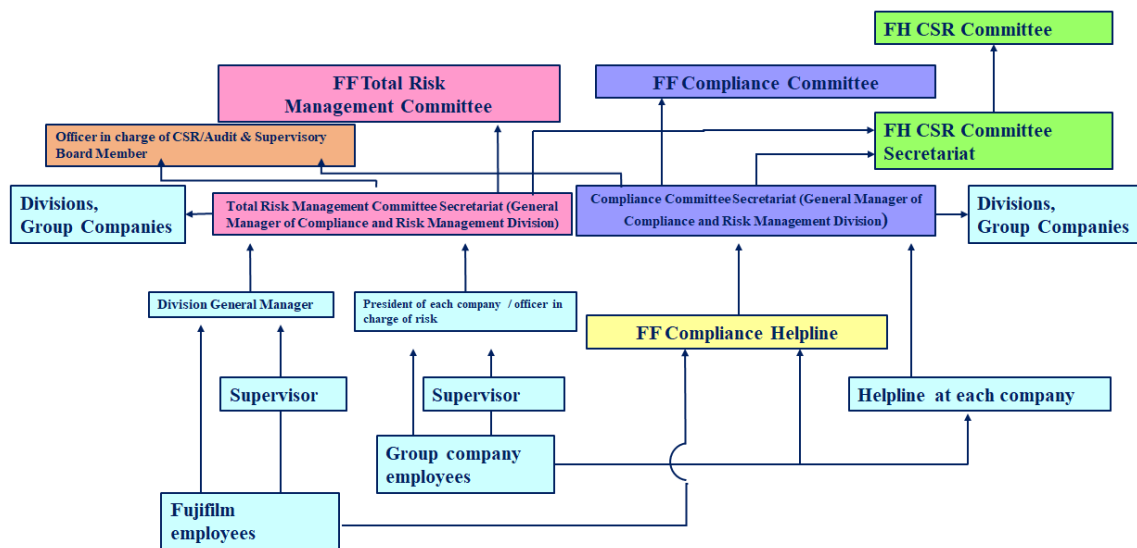 FH CSR Committee
FF Total Risk
Management Committee
FF Compliance Committee
Officer in charge of CSR/Audit & Supervisory
Board Member
FH CSR Committee
Secretariat
Divisions,
Group Companies
Total Risk Management Committee Secretariat (General
Manager of Compliance and Risk Management Division)
Compliance Committee Secretariat (General Manager of
Compliance and Risk Management Division)
Divisions,
Group Companies
Division General Manager
President of each company / officer in
charge of risk
FF Compliance Helpline
Supervisor
Supervisor
Helpline at each company
Group company
employees
Fujifilm
employees